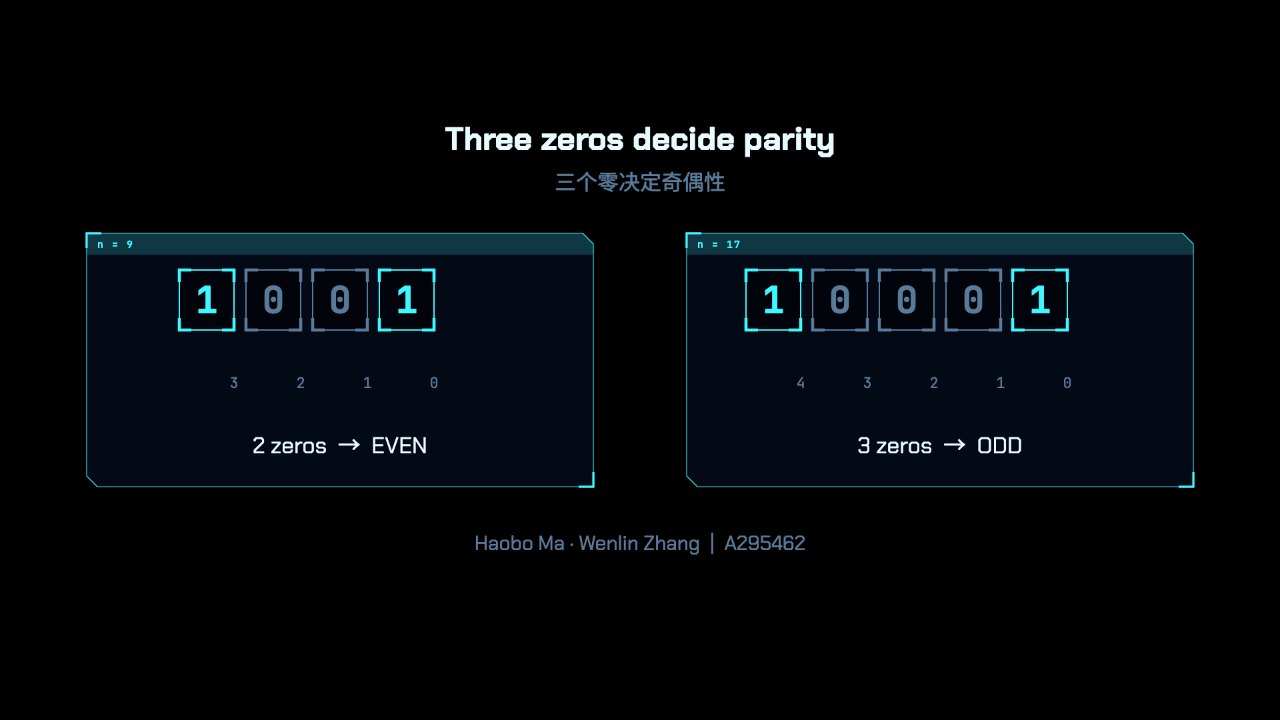 Three zeros decide parity
三个零决定奇偶性
n = 9
1 0 0 1
3 2 1 0
2 zeros → EVEN
n = 17
1 0 0 0 1
4 3 2 1 0
3 zeros → ODD
Haobo Ma · Wenlin Zhang | A295462